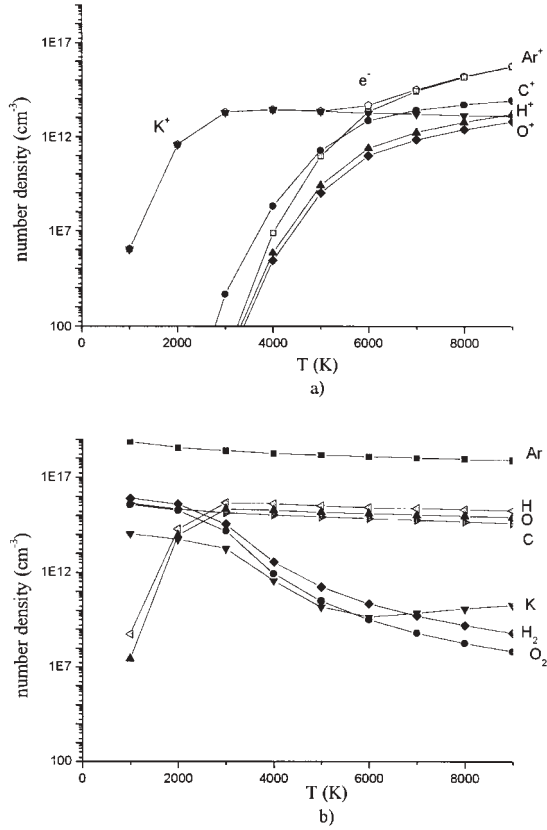 1E17
Ar⁺
e⁻
C⁺
K⁺
1E12
H⁺
O⁺
number density (cm⁻³)
1E7
100
0 2000 4000 6000 8000
T (K)
a)
Ar
1E17
H
O
C
number density (cm⁻³)
1E12
K
H₂
1E7
O₂
100
0 2000 4000 6000 8000
T (K)
b)